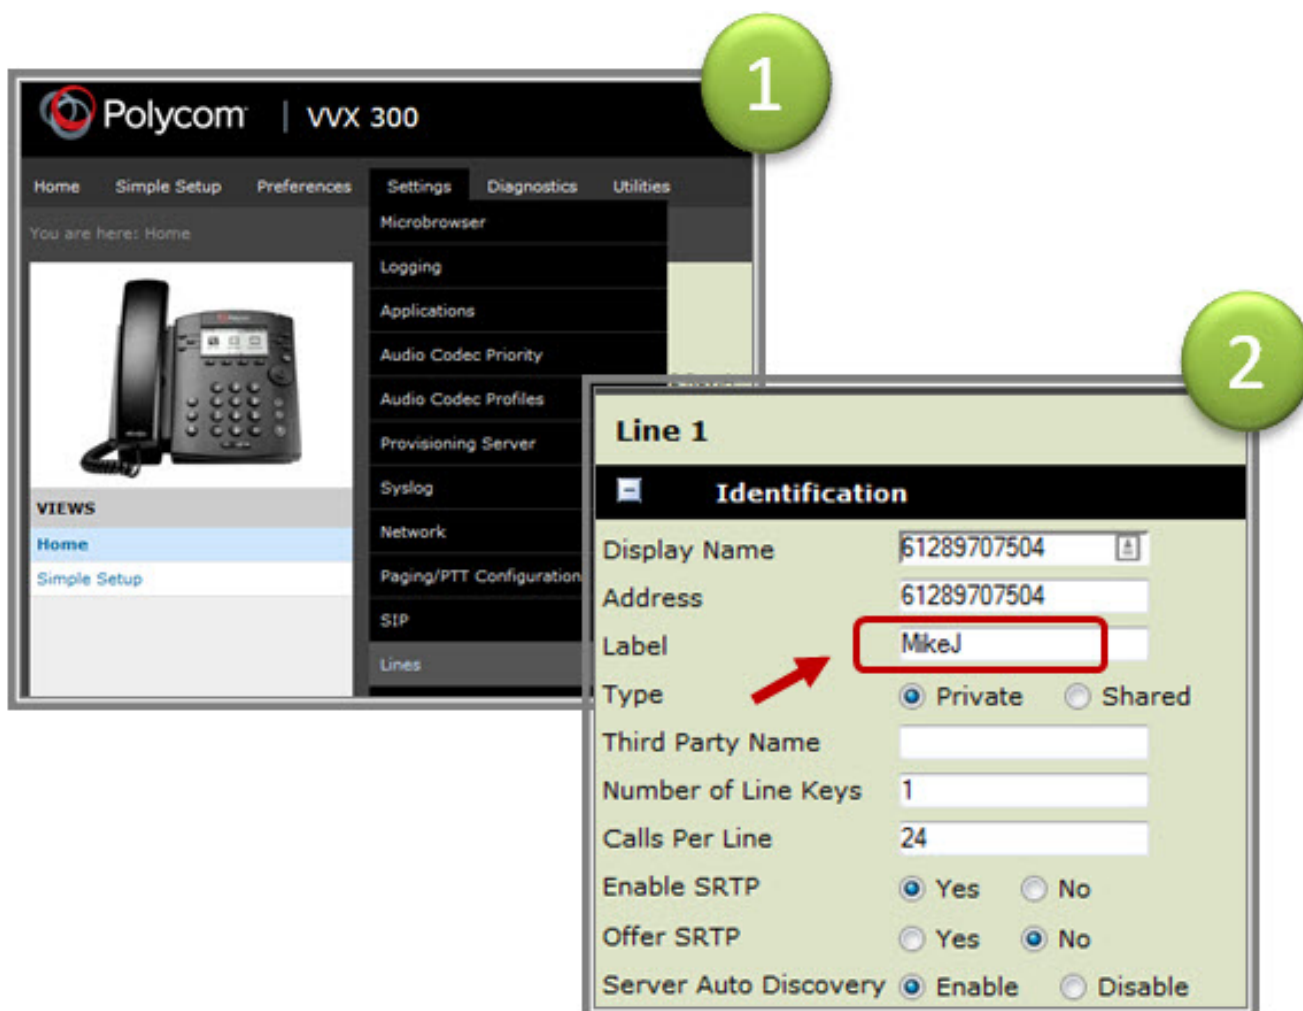 1
Polycom | VVX 300
Home Simple Setup Preferences Settings Diagnostics Utilities
You are here: Home
Microbrowser
Logging
Applications
Audio Codec Priority
Audio Codec Profiles
Provisioning Server
Syslog
Network
Paging/PTT Configuration
SIP
Lines
VIEWS
Home
Simple Setup
2
Line 1
Identification
Display Name 61289707504
Address 61289707504
Label MikeJ
Type Private Shared
Third Party Name
Number of Line Keys 1
Calls Per Line 24
Enable SRTP Yes No
Offer SRTP Yes No
Server Auto Discovery Enable Disable